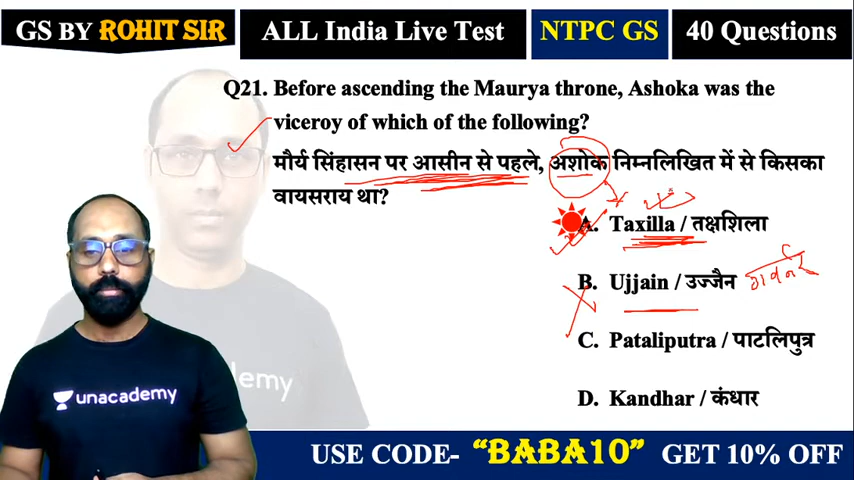 GS BY ROHIT SIR
ALL India Live Test
NTPC GS
40 Questions
Q21. Before ascending the Maurya throne, Ashoka was the
viceroy of which of the following?
मौर्य सिंहासन पर आसीन से पहले, अशोक निम्नलिखित में से किसका
वायसराय था?
A. Taxilla / तक्षशिला
B. Ujjain / उज्जैन गवर्नर
C. Pataliputra / पाटलिपुत्र
D. Kandhar / कंधार
unacademy
emy
USE CODE- “BABA10” GET 10% OFF